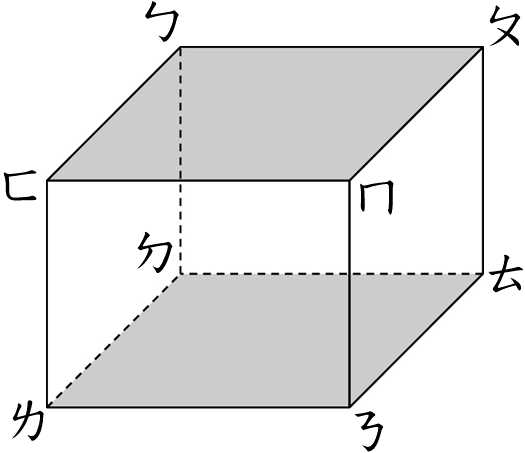 ㄅ
ㄆ
ㄈ
ㄇ
ㄉ
ㄊ
ㄌ
ㄋ